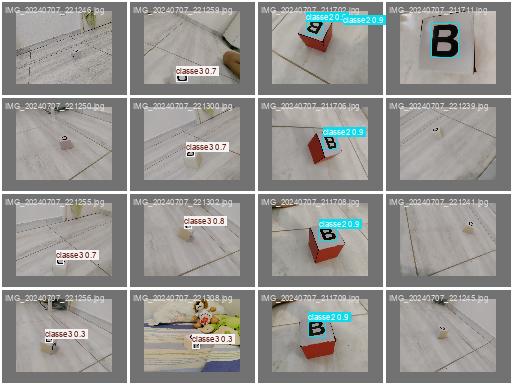 IMG_20240707_221246.jpg
IMG_20240707_221259.jpg
classe3 0.7
IMG_20240707_211702.jpg
classe2 0.9
B
IMG_20240707_211711.jpg
B
IMG_20240707_221250.jpg
IMG_20240707_221300.jpg
classe3 0.7
IMG_20240707_211706.jpg
classe2 0.9
B
IMG_20240707_221239.jpg
IMG_20240707_221255.jpg
classe3 0.7
IMG_20240707_221302.jpg
classe3 0.8
IMG_20240707_211708.jpg
classe2 0.9
B
IMG_20240707_221241.jpg
IMG_20240707_221256.jpg
classe3 0.3
IMG_20240707_221308.jpg
classe3 0.3
IMG_20240707_211709.jpg
classe2 0.9
B
IMG_20240707_221245.jpg